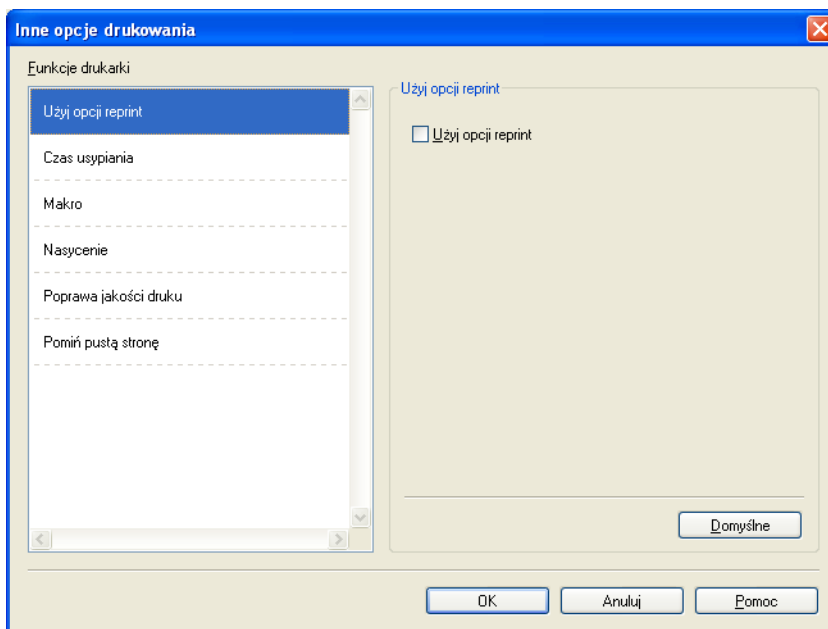 Inne opcje drukowania
Funkcje drukarki
Użyj opcji reprint
Czas usypiania
Makro
Nasycenie
Poprawa jakości druku
Pomiń pustą stronę
Użyj opcji reprint
Użyj opcji reprint
Domyślne
OK
Anuluj
Pomoc